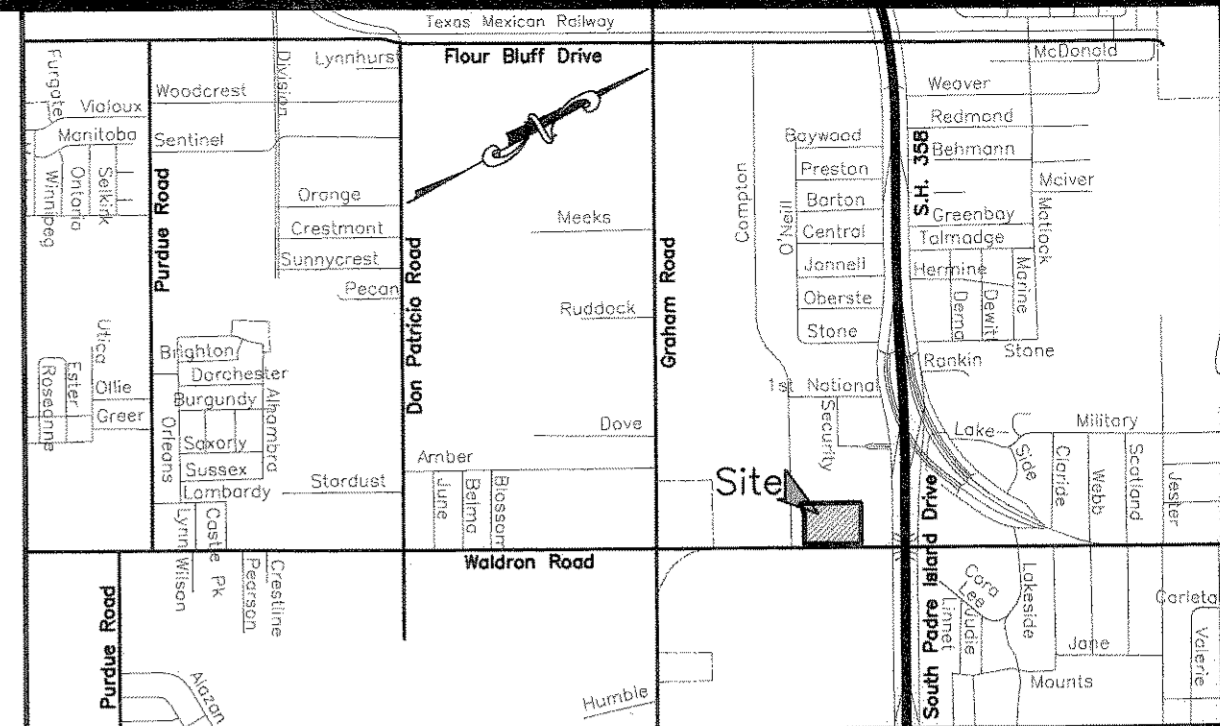 Texas Mexican Railway
Flour Bluff Drive
Lynnhurst
Division
McDonald
Furgate
Vialoux
Woodcrest
Weaver
Manitoba
Sentinel
Redmond
Baywood
Behmann
S.H. 358
Preston
Selkirk
Ontario
Winnipeg
Purdue Road
Orange
Barton
Mciver
Meeks
Compton
O'Neill
Greenbay
Matlock
Crestmont
Central
Talmadge
Sunnycrest
Don Patricio Road
Graham Road
Jannell
Hermine
Marine
Pecan
Oberste
Dema
Dewitt
Ruddock
Stone
Stone
Utica
Brighton
Rankin
Ester
Roseanne
Dorchester
1st National
Ollie
Burgundy
Alhambra
Security
Greer
Orleans
Dove
Lake
Side
Military
Saxony
Claride
Webb
Scotland
Jester
Amber
Sussex
Lombardy
Stardust
June
Belma
Blossom
Site
South Padre Island Drive
Lynn Wilson
Castle Pk
Pearson
Crestline
Waldron Road
Purdue Road
Cora Lee
Lakeside
Carleta
Linnet
Judie
Jane
Valerie
Mounts
Alazan
Humble